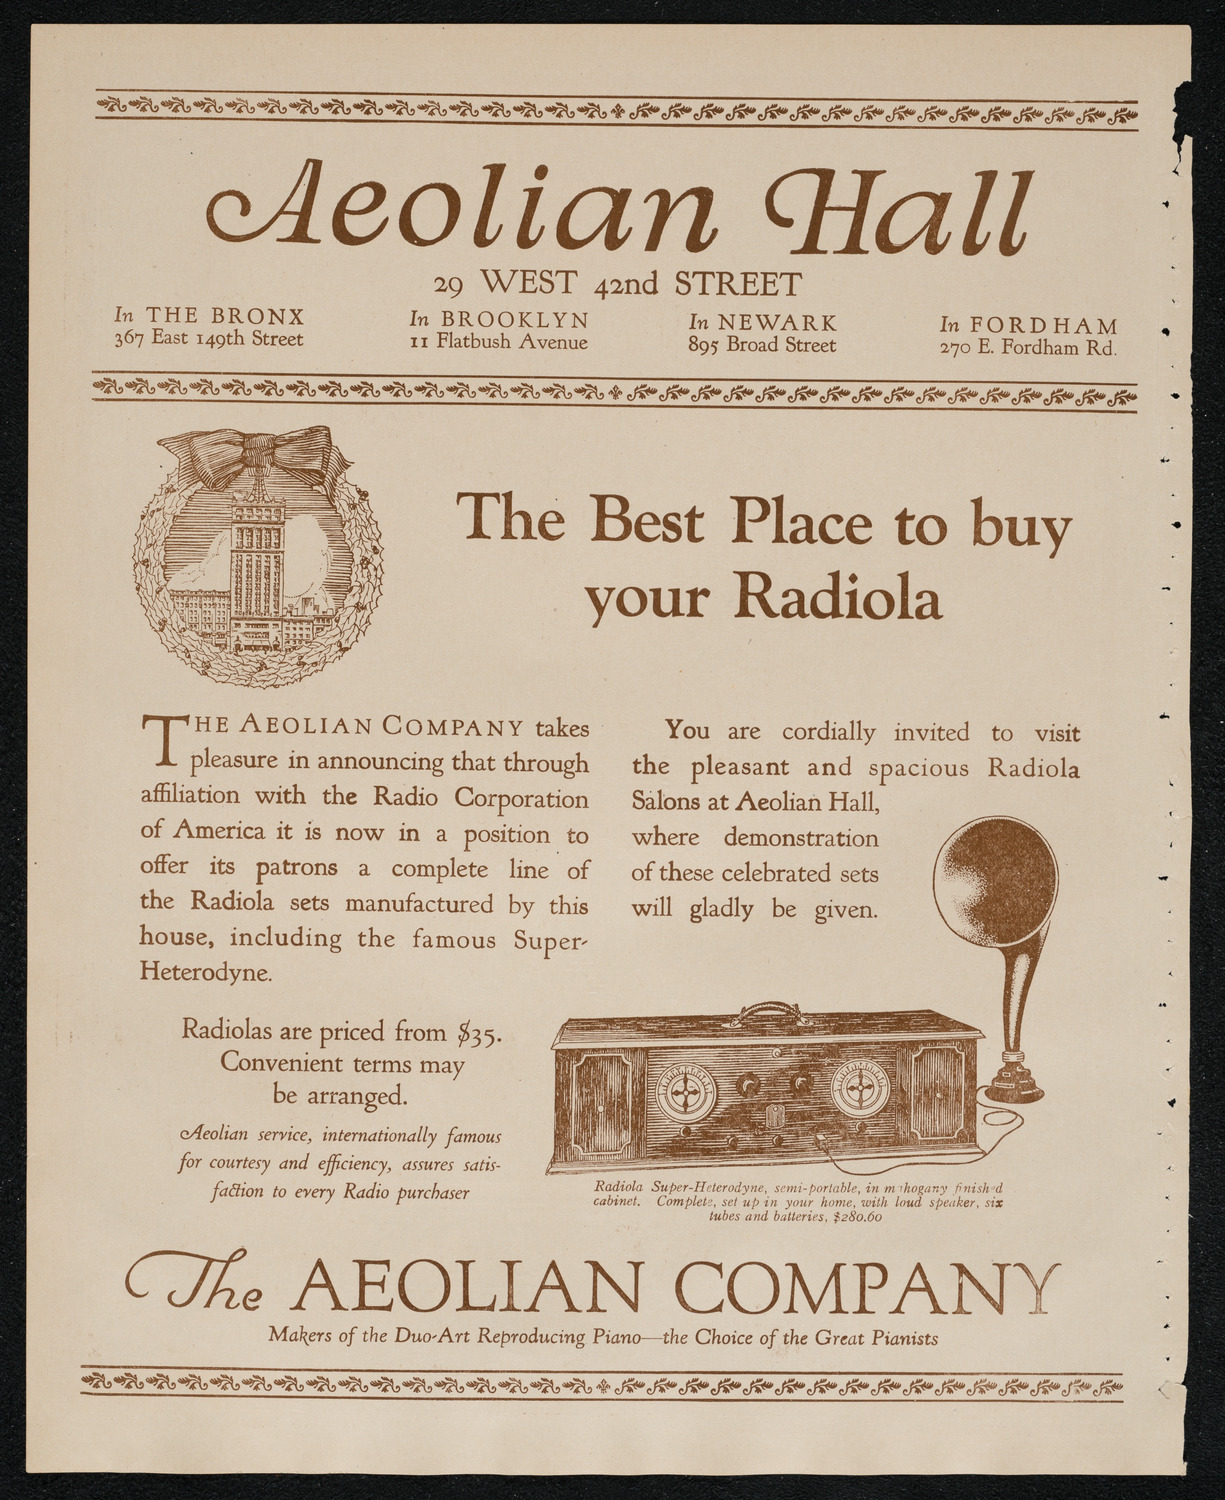 Aeolian Hall
29 WEST 42nd STREET
In THE BRONX
367 East 149th Street
In BROOKLYN
11 Flatbush Avenue
In NEWARK
895 Broad Street
In FORDHAM
270 E. Fordham Rd.
The Best Place to buy
your Radiola
THE AEOLIAN COMPANY takes
pleasure in announcing that through
affiliation with the Radio Corporation
of America it is now in a position to
offer its patrons a complete line of
the Radiola sets manufactured by this
house, including the famous Super-
Heterodyne.
Radiolas are priced from $35.
Convenient terms may
be arranged.
Aeolian service, internationally famous
for courtesy and efficiency, assures satis-
faction to every Radio purchaser
You are cordially invited to visit
the pleasant and spacious Radiola
Salons at Aeolian Hall,
where demonstration
of these celebrated sets
will gladly be given.
Radiola Super-Heterodyne, semi-portable, in mahogany finished
cabinet. Complete, set up in your home, with loud speaker, six
tubes and batteries, $280.60
The AEOLIAN COMPANY
Makers of the Duo-Art Reproducing Piano—the Choice of the Great Pianists